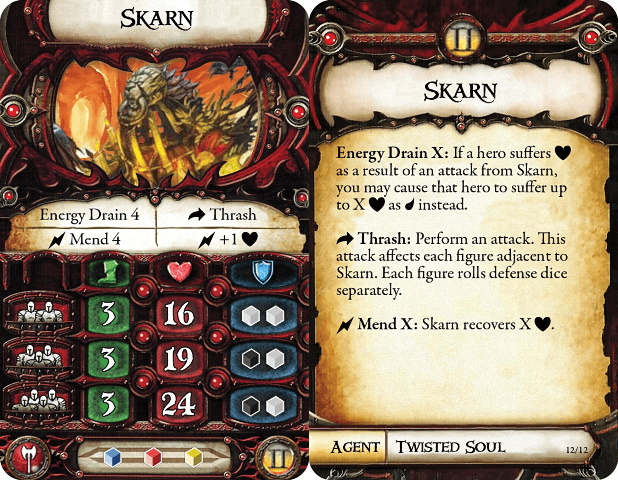 SKARN
Energy Drain 4
Thrash
Mend 4
+1
3 16
3 19
3 24
II
II
SKARN
Energy Drain X: If a hero suffers
as a result of an attack from Skarn,
you may cause that hero to suffer up
to X as instead.
Thrash: Perform an attack. This
attack affects each figure adjacent to
Skarn. Each figure rolls defense dice
separately.
Mend X: Skarn recovers X .
AGENT TWISTED SOUL 12/12